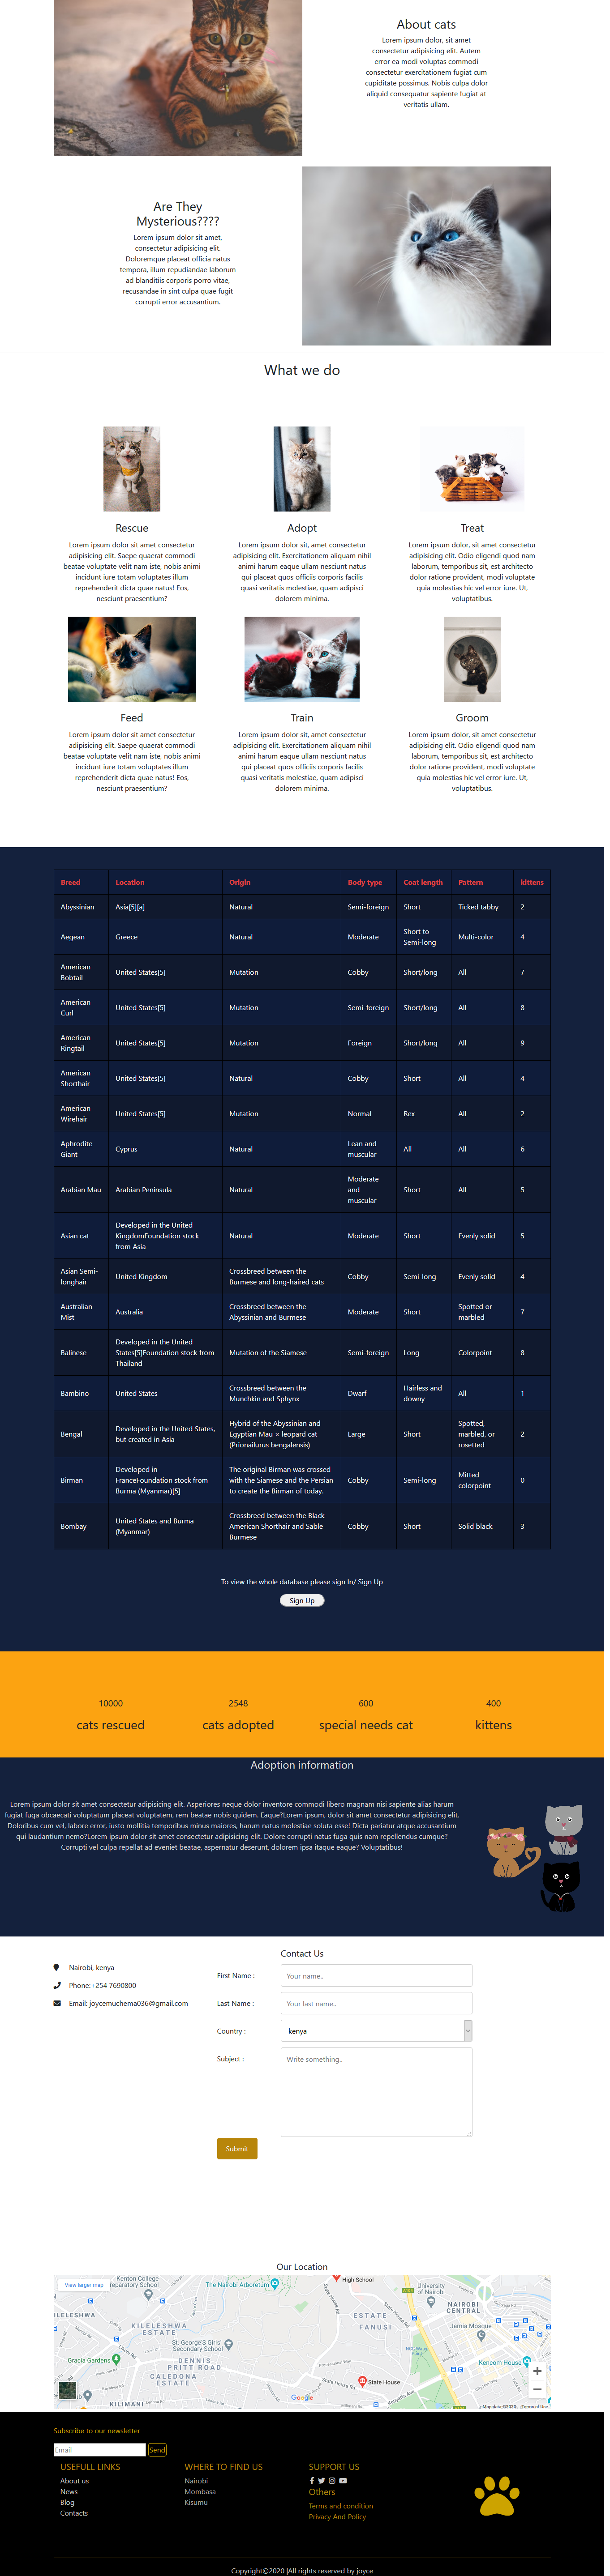 About cats
Lorem ipsum dolor, sit amet
consectetur adipisicing elit. Autem
error ea modi voluptas commodi
consectetur exercitationem fugiat cum
cupiditate possimus. Nobis culpa dolor
aliquid consequatur sapiente fugiat at
veritatis ullam.
Are They
Mysterious????
Lorem ipsum dolor sit amet,
consectetur adipisicing elit.
Doloremque placeat officia natus
tempora, illum repudiandae laborum
ad blanditiis corporis porro vitae,
recusandae in sint culpa quae fugit
corrupti error accusantium.
What we do
Rescue
Lorem ipsum dolor sit amet consectetur
adipisicing elit. Saepe quaerat commodi
beatae voluptate velit nam iste, nobis animi
incidunt iure totam voluptates illum
reprehenderit dicta quae natus! Eos,
nesciunt praesentium?
Adopt
Lorem ipsum dolor sit, amet consectetur
adipisicing elit. Exercitationem aliquam nihil
animi harum eaque ullam nesciunt natus
qui placeat quos officiis corporis facilis
quasi veritatis molestiae, quam adipisci
dolorem minima.
Treat
Lorem ipsum dolor, sit amet consectetur
adipisicing elit. Odio eligendi quod nam
laborum, temporibus sit, est architecto
dolor ratione provident, modi voluptate
quia molestias hic vel error iure. Ut,
voluptatibus.
Feed
Lorem ipsum dolor sit amet consectetur
adipisicing elit. Saepe quaerat commodi
beatae voluptate velit nam iste, nobis animi
incidunt iure totam voluptates illum
reprehenderit dicta quae natus! Eos,
nesciunt praesentium?
Train
Lorem ipsum dolor sit, amet consectetur
adipisicing elit. Exercitationem aliquam nihil
animi harum eaque ullam nesciunt natus
qui placeat quos officiis corporis facilis
quasi veritatis molestiae, quam adipisci
dolorem minima.
Groom
Lorem ipsum dolor, sit amet consectetur
adipisicing elit. Odio eligendi quod nam
laborum, temporibus sit, est architecto
dolor ratione provident, modi voluptate
quia molestias hic vel error iure. Ut,
voluptatibus.
Breed Location Origin Body type Coat length Pattern kittens
Abyssinian Asia[5][a] Natural Semi-foreign Short Ticked tabby 2
Aegean Greece Natural Moderate Short to Semi-long Multi-color 4
American Bobtail United States[5] Mutation Cobby Short/long All 7
American Curl United States[5] Mutation Semi-foreign Short/long All 8
American Ringtail United States[5] Mutation Foreign Short/long All 9
American Shorthair United States[5] Natural Cobby Short All 4
American Wirehair United States[5] Mutation Normal Rex All 2
Aphrodite Giant Cyprus Natural Lean and muscular All All 6
Arabian Mau Arabian Peninsula Natural Moderate and muscular Short All 5
Asian cat Developed in the United KingdomFoundation stock from Asia Natural Moderate Short Evenly solid 5
Asian Semi-longhair United Kingdom Crossbreed between the Burmese and long-haired cats Cobby Semi-long Evenly solid 4
Australian Mist Australia Crossbreed between the Abyssinian and Burmese Moderate Short Spotted or marbled 7
Balinese Developed in the United States[5]Foundation stock from Thailand Mutation of the Siamese Semi-foreign Long Colorpoint 8
Bambino United States Crossbreed between the Munchkin and Sphynx Dwarf Hairless and downy All 1
Bengal Developed in the United States, but created in Asia Hybrid of the Abyssinian and Egyptian Mau × leopard cat (Prionailurus bengalensis) Large Short Spotted, marbled, or rosetted 2
Birman Developed in FranceFoundation stock from Burma (Myanmar)[5] The original Birman was crossed with the Siamese and the Persian to create the Birman of today. Cobby Semi-long Mitted colorpoint 0
Bombay United States and Burma (Myanmar) Crossbreed between the Black American Shorthair and Sable Burmese Cobby Short Solid black 3
To view the whole database please sign In/ Sign Up
Sign Up
10000
cats rescued
2548
cats adopted
600
special needs cat
400
kittens
Adoption information
Lorem ipsum dolor sit amet consectetur adipisicing elit. Asperiores neque dolor inventore commodi libero magnam nisi sapiente alias harum
fugiat fuga obcaecati voluptatum placeat voluptatem, rem beatae nobis quidem. Eaque?Lorem ipsum, dolor sit amet consectetur adipisicing elit.
Doloribus cum vel, labore error, iusto mollitia temporibus minus maiores, harum natus molestiae soluta esse! Dicta pariatur atque accusantium
qui laudantium nemo?Lorem ipsum dolor sit amet consectetur adipisicing elit. Dolore corrupti natus fuga quis nam repellendus cumque?
Corrupti vel culpa repellat ad eveniet beatae, aspernatur deserunt, dolorem ipsa itaque eaque? Voluptatibus!
Nairobi, kenya
Phone:+254 7690800
Email: joycemuchema036@gmail.com
Contact Us
First Name :
Your name..
Last Name :
Your last name..
Country :
kenya
Subject :
Write something..
Submit
Our Location
View larger map
Kenton College
Preparatory School
The Nairobi Arboretum
High School
University
of Nairobi
KILELESHWA
ESTATE
ESTATE
FANUSI
NAIROBI
CENTRAL
Jamia Mosque
St. George'S Girls
Secondary School
Gracia Gardens
DENNIS
PRITT ROAD
CALEDONA
ESTATE
State House
Kencom House
KILIMANI
Google
Map data ©2020
Terms of Use
Subscribe to our newsletter
Email
Send
USEFULL LINKS
About us
News
Blog
Contacts
WHERE TO FIND US
Nairobi
Mombasa
Kisumu
SUPPORT US
Others
Terms and condition
Privacy And Policy
Copyright©2020 |All rights reserved by joyce